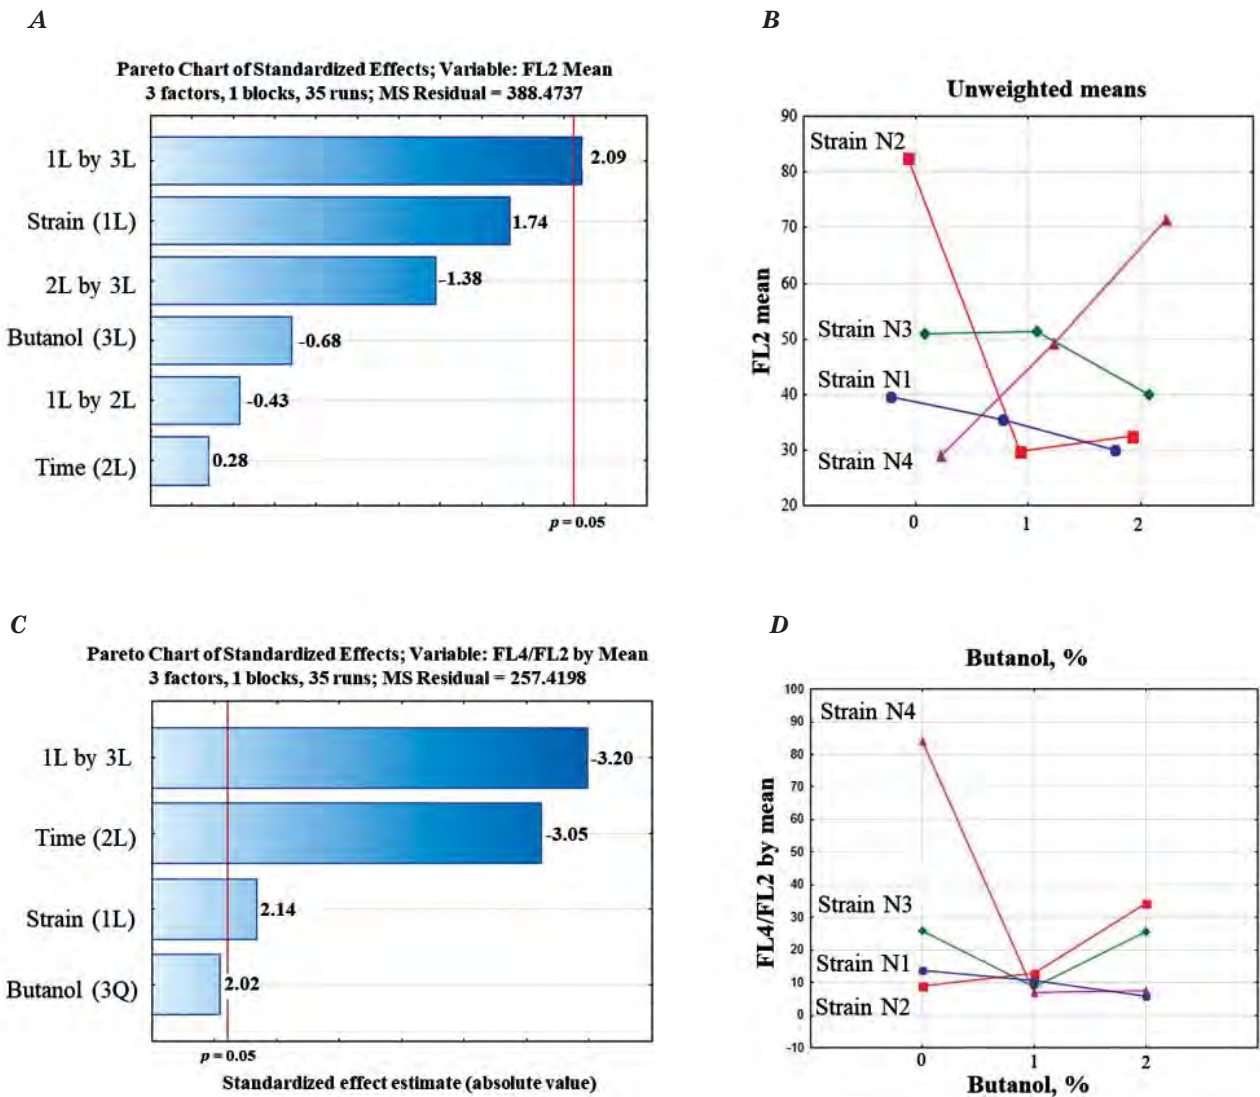 A
Pareto Chart of Standardized Effects; Variable: FL2 Mean
3 factors, 1 blocks, 35 runs; MS Residual = 388.4737
1L by 3L
2.09
Strain (1L)
1.74
2L by 3L
-1.38
Butanol (3L)
-0.68
1L by 2L
-0.43
Time (2L)
0.28
p = 0.05
B
Unweighted means
FL2 mean
90
80
70
60
50
40
30
20
Strain N2
Strain N3
Strain N1
Strain N4
0 1 2
C
Pareto Chart of Standardized Effects; Variable: FL4/FL2 by Mean
3 factors, 1 blocks, 35 runs; MS Residual = 257.4198
1L by 3L
-3.20
Time (2L)
-3.05
Strain (1L)
2.14
Butanol (3Q)
2.02
p = 0.05
Standardized effect estimate (absolute value)
D
Butanol, %
FL4/FL2 by mean
100
90
80
70
60
50
40
30
20
10
0
-10
Strain N4
Strain N3
Strain N1
Strain N2
0 1 2
Butanol, %